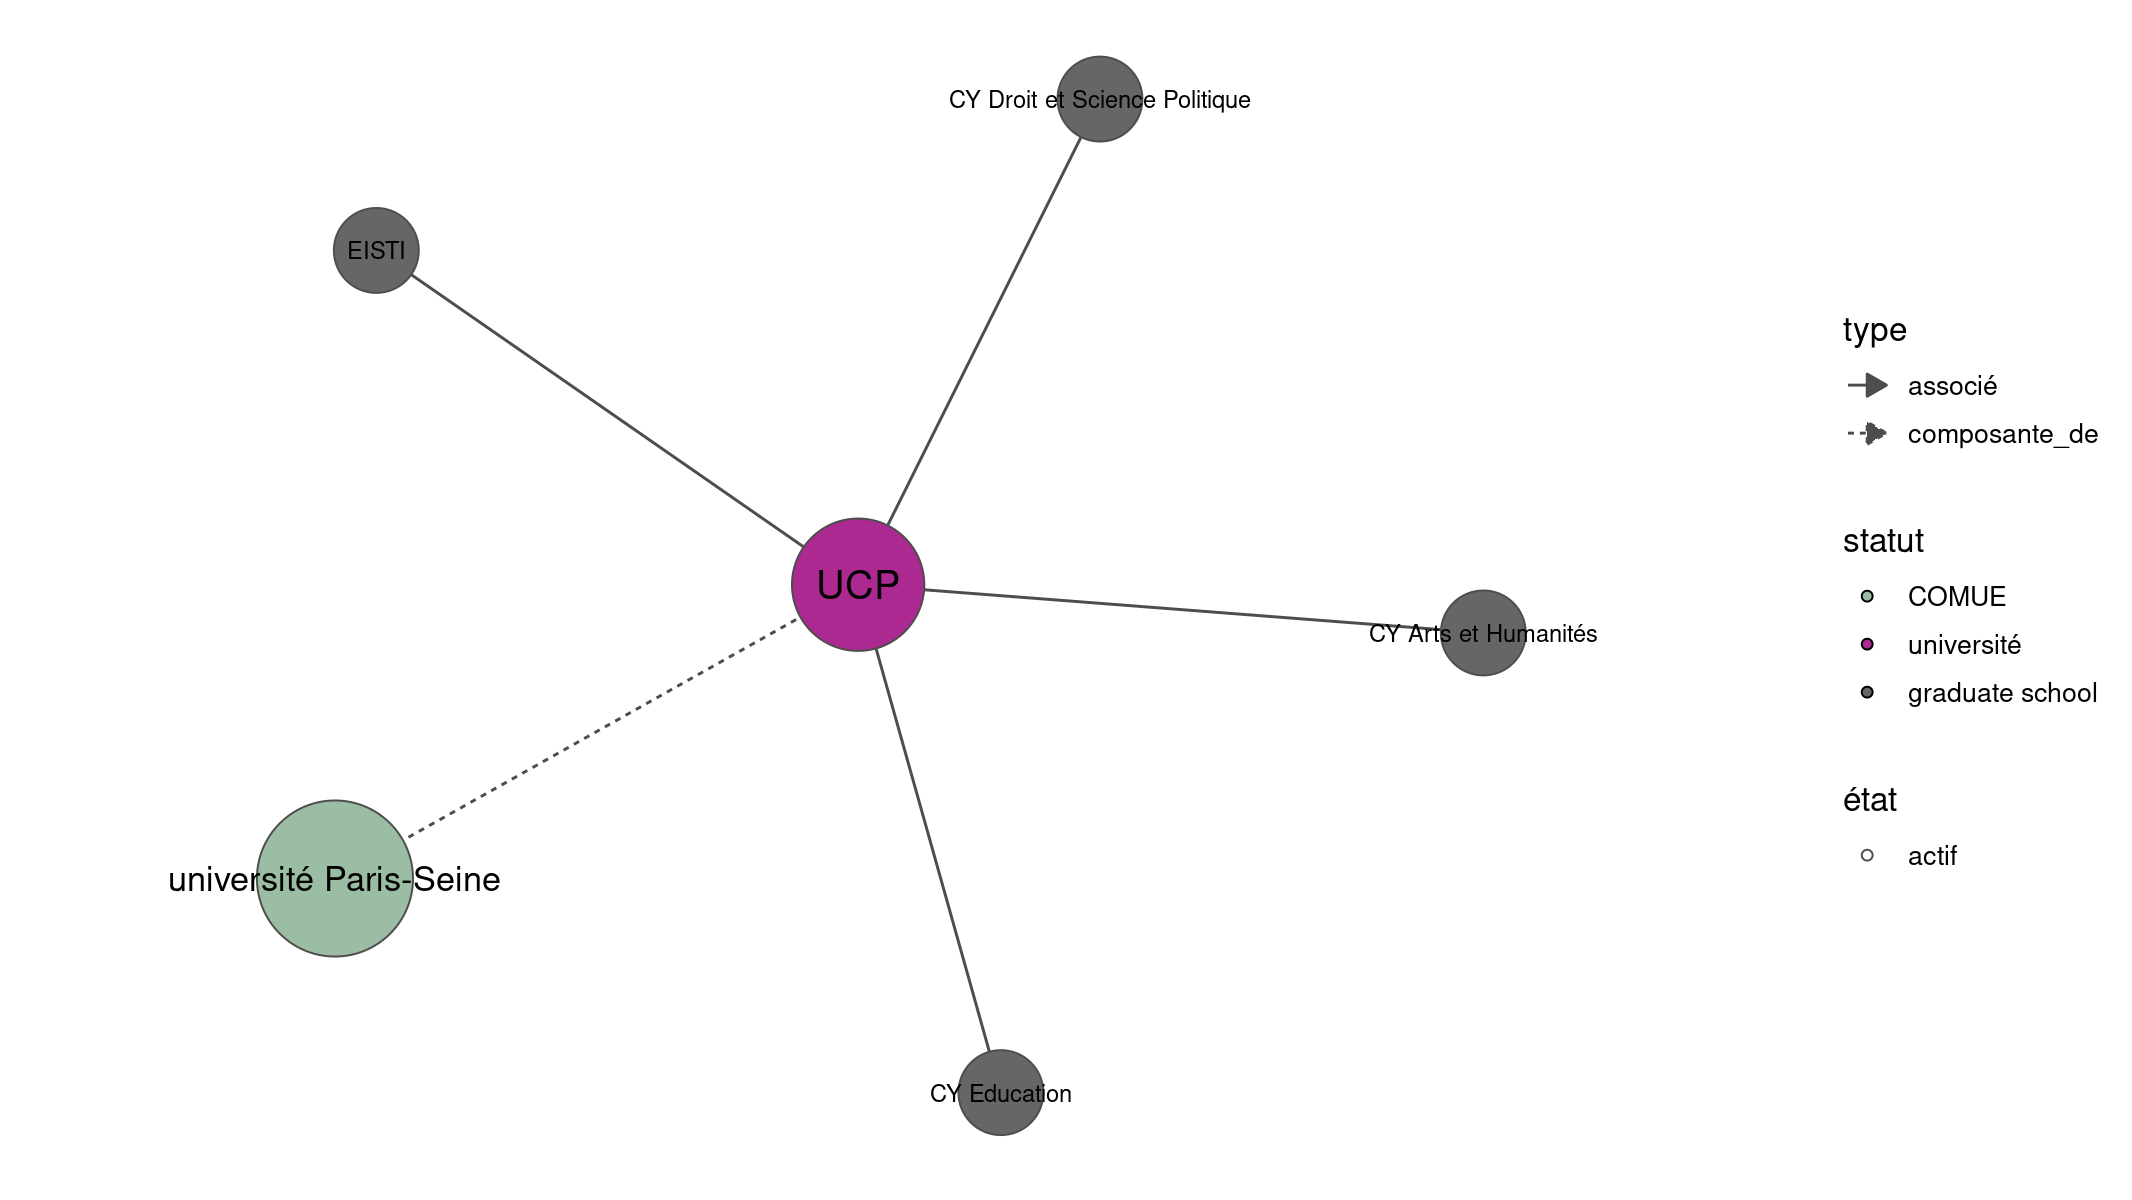 CY Droit et Science Politique
EISTI
UCP
CY Arts et Humanités
université Paris-Seine
CY Education
type
associé
composante_de
statut
COMUE
université
graduate school
état
actif